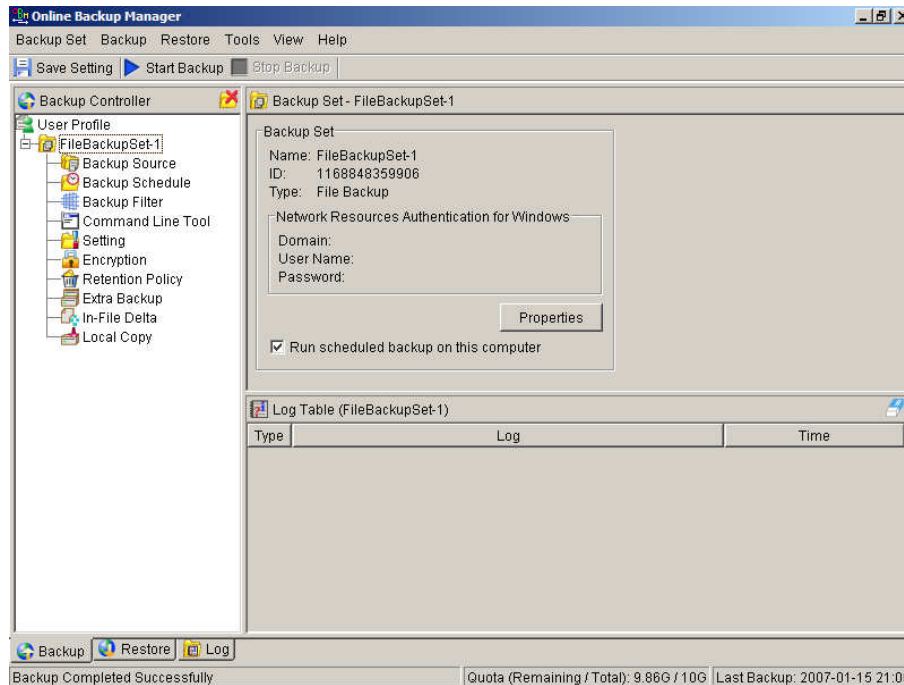 Online Backup Manager
Backup Set Backup Restore Tools View Help
Save Setting Start Backup Stop Backup
Backup Controller
User Profile
FileBackupSet-1
Backup Source
Backup Schedule
Backup Filter
Command Line Tool
Setting
Encryption
Retention Policy
Extra Backup
In-File Delta
Local Copy
Backup Set - FileBackupSet-1
Backup Set
Name: FileBackupSet-1
ID: 1168848359906
Type: File Backup
Network Resources Authentication for Windows
Domain:
User Name:
Password:
Properties
Run scheduled backup on this computer
Log Table (FileBackupSet-1)
Type Log Time
Backup Restore Log
Backup Completed Successfully Quota (Remaining / Total): 9.86G / 10G Last Backup: 2007-01-15 21:0